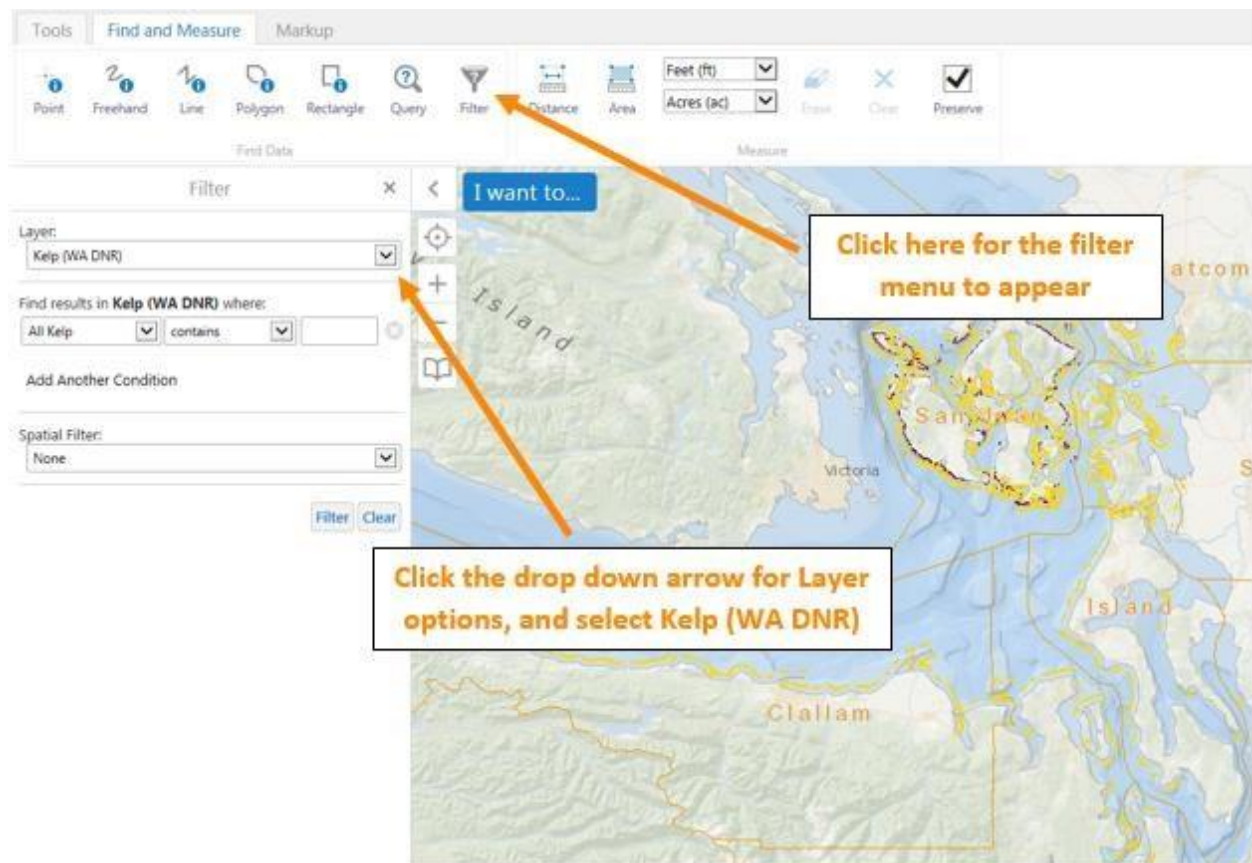 Tools Find and Measure Markup
Point Freehand Line Polygon Rectangle Query Filter Distance Area Feet (ft) Acres (ac) Erase Clear Preserve
Find Data Measure
Filter
I want to...
Layer:
Kelp (WA DNR)
Find results in Kelp (WA DNR) where:
All Kelp contains
Add Another Condition
Spatial Filter:
None
Filter Clear
Click here for the filter
menu to appear
Click the drop down arrow for Layer
options, and select Kelp (WA DNR)
Island
atcom
San Juan
Victoria
S
Island
Clallam